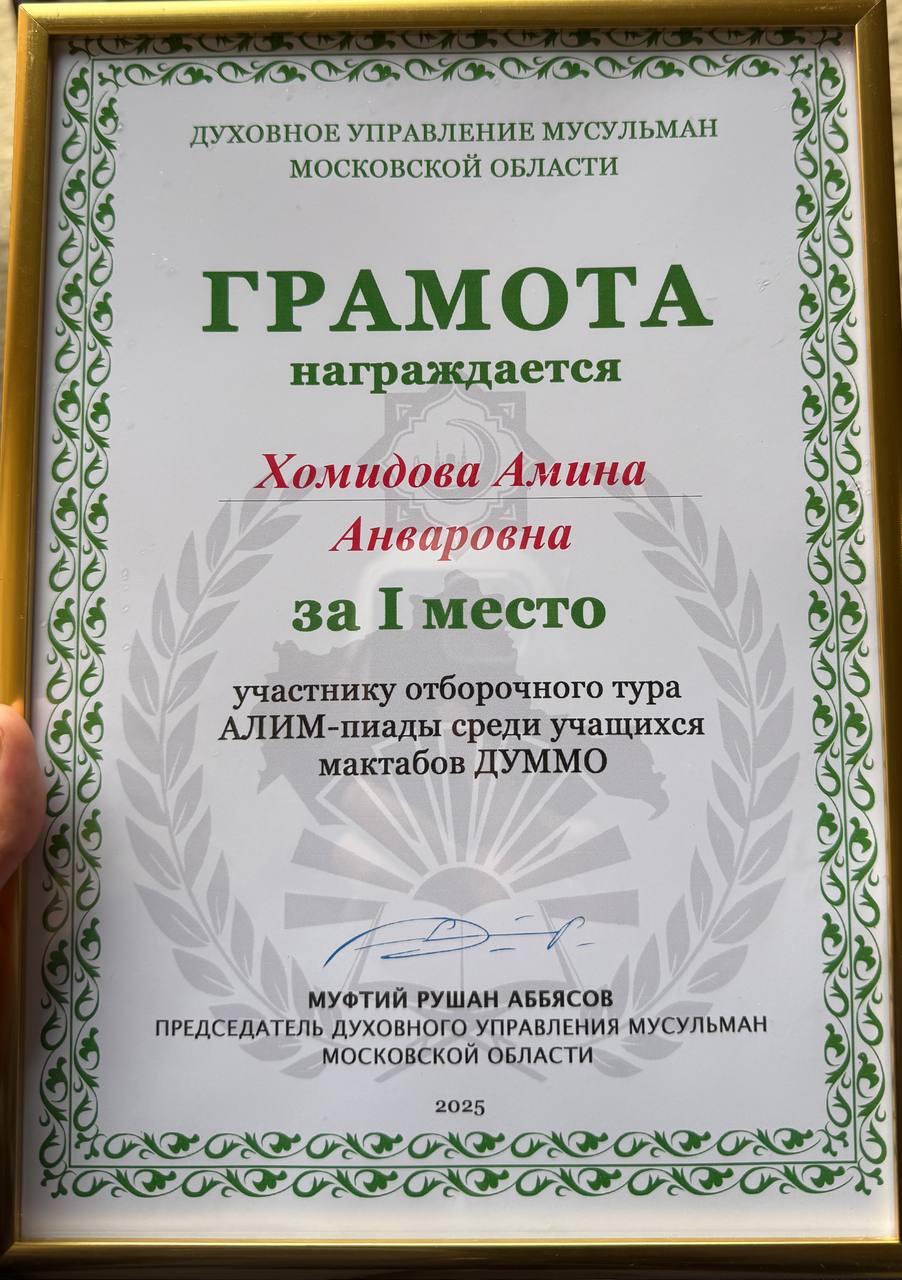 ДУХОВНОЕ УПРАВЛЕНИЕ МУСУЛЬМАН
МОСКОВСКОЙ ОБЛАСТИ
ГРАМОТА
награждается
Хомидова Амина
Анваровна
за I место
участнику отборочного тура
АЛИМ-пиады среди учащихся
мактабов ДУММО
МУФТИЙ РУШАН АББЯСОВ
ПРЕДСЕДАТЕЛЬ ДУХОВНОГО УПРАВЛЕНИЯ МУСУЛЬМАН
МОСКОВСКОЙ ОБЛАСТИ
2025